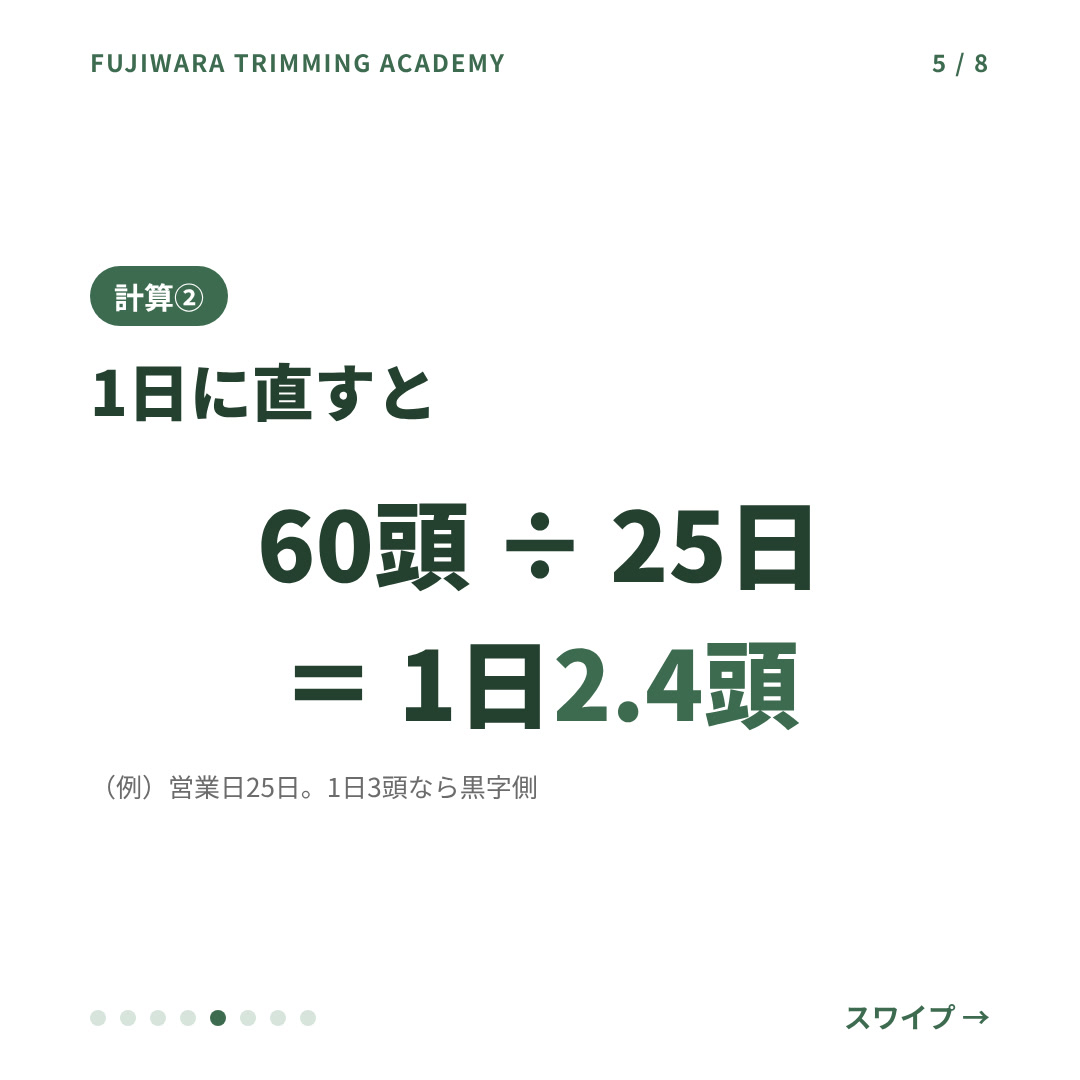 FUJIWARA TRIMMING ACADEMY
5 / 8
計算②
1日に直すと
60頭 ÷ 25日
＝ 1日2.4頭
（例）営業日25日。1日3頭なら黒字側
スワイプ →